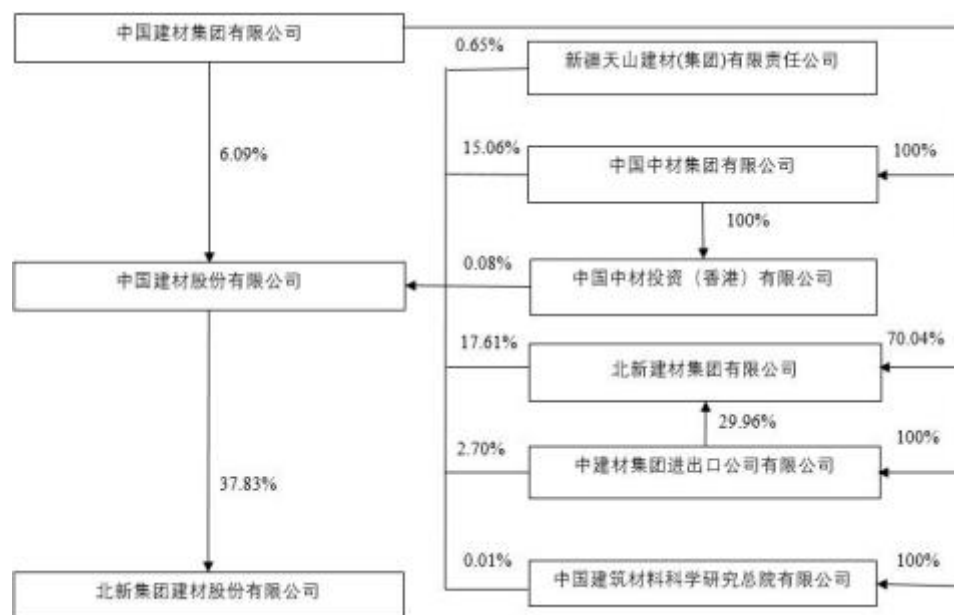 中国建材集团有限公司
0.65%
新疆天山建材(集团)有限责任公司
6.09%
15.06%
中国中材集团有限公司
100%
100%
中国建材股份有限公司
0.08%
中国中材投资（香港）有限公司
17.61%
北新建材集团有限公司
70.04%
29.96%
2.70%
中建材集团进出口公司有限公司
100%
37.83%
0.01%
中国建筑材料科学研究总院有限公司
100%
北新集团建材股份有限公司